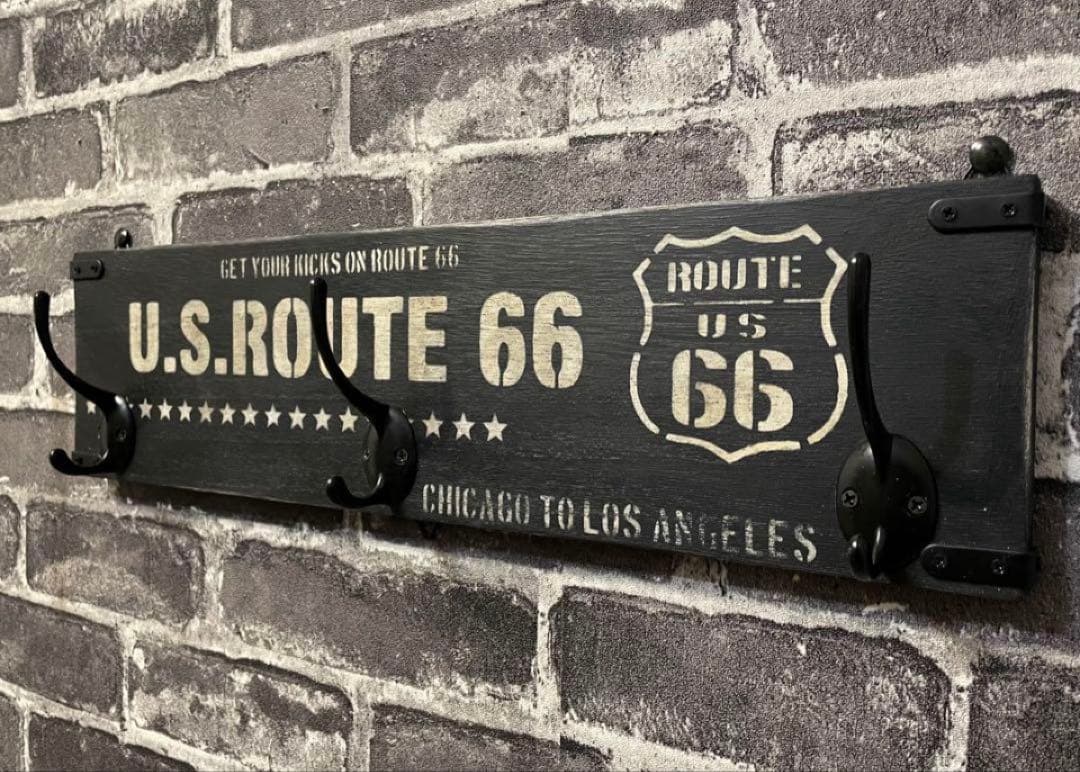 GET YOUR KICKS ON ROUTE 66
U.S.ROUTE 66
ROUTE
US
66
CHICAGO TO LOS ANGELES